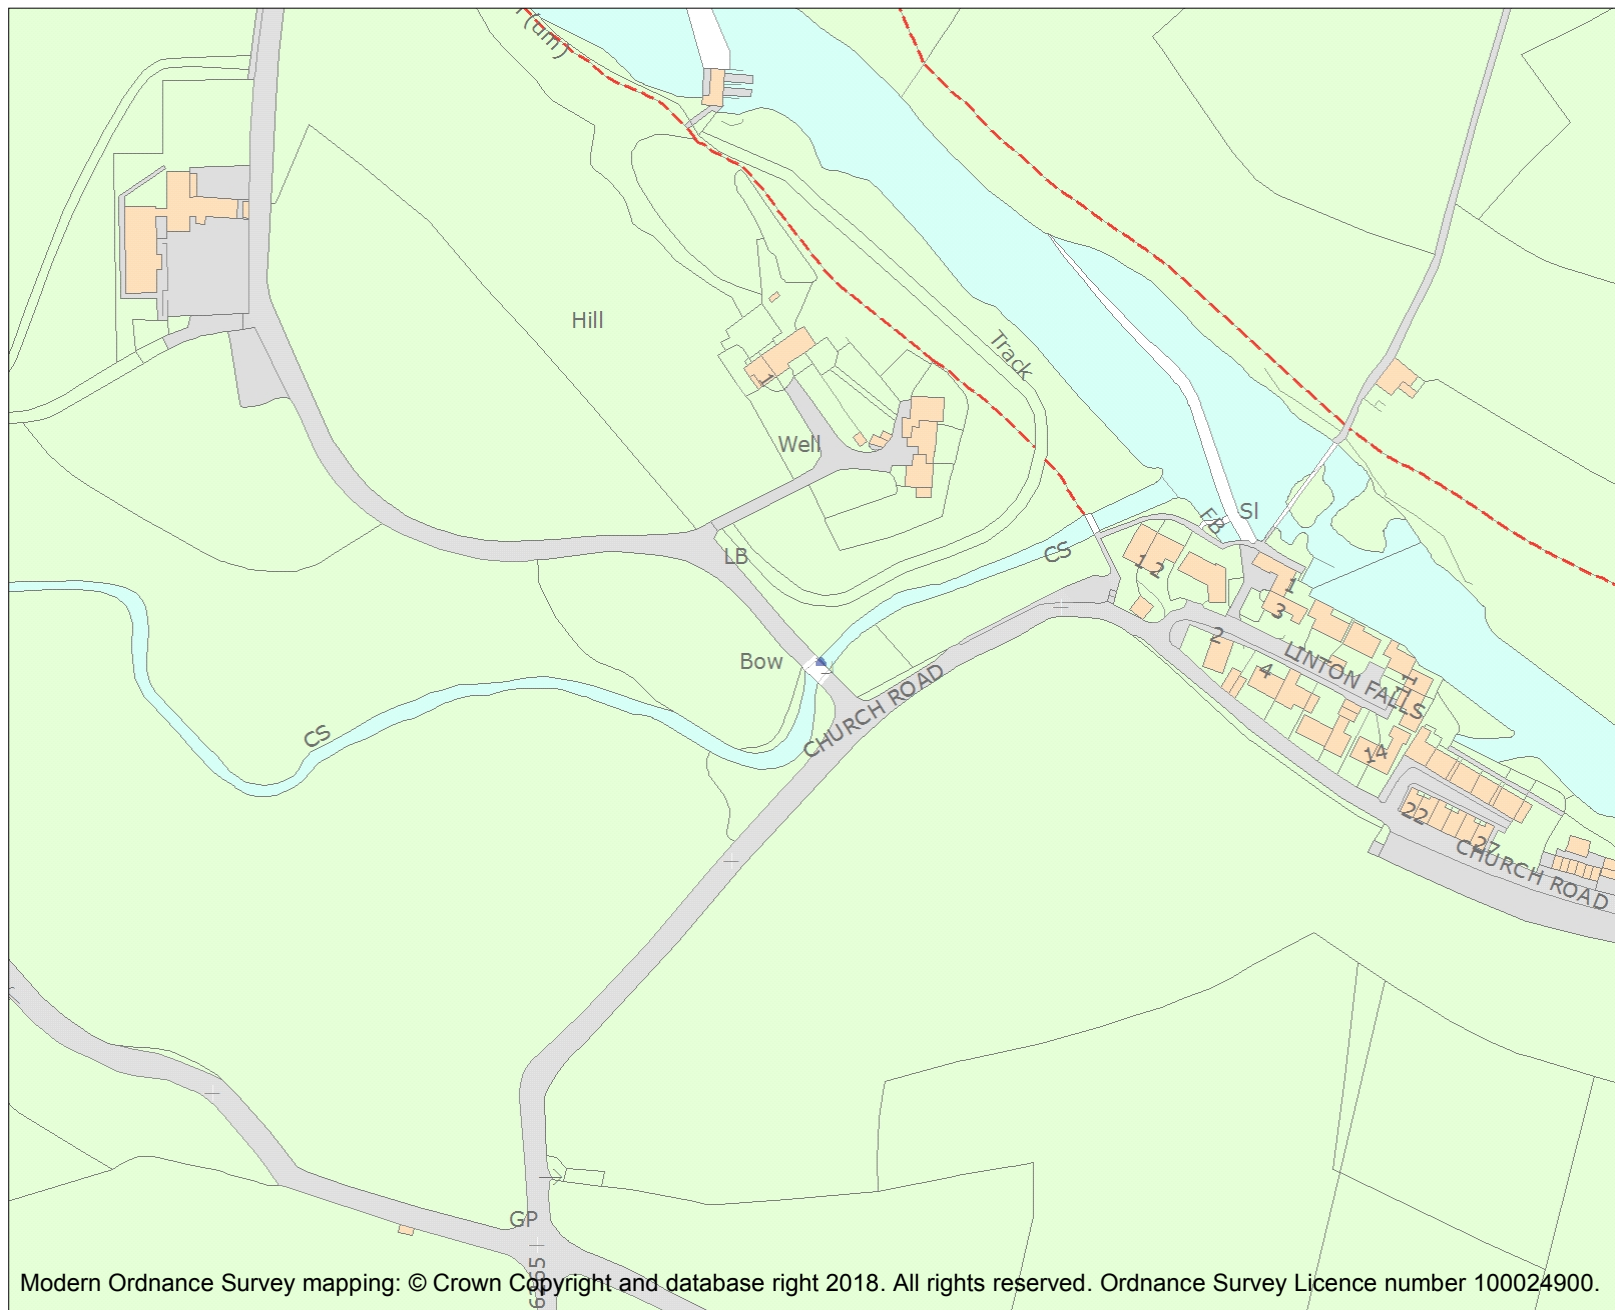 (um)
Hill
Track
1
Well
Sl
FB
LB
CS
1 2
1
3
Bow
2
4
LINTON FALLS
CHURCH ROAD
CS
14
22
27
CHURCH ROAD
GP
Modern Ordnance Survey mapping: © Crown Copyright and database right 2018. All rights reserved. Ordnance Survey Licence number 100024900.